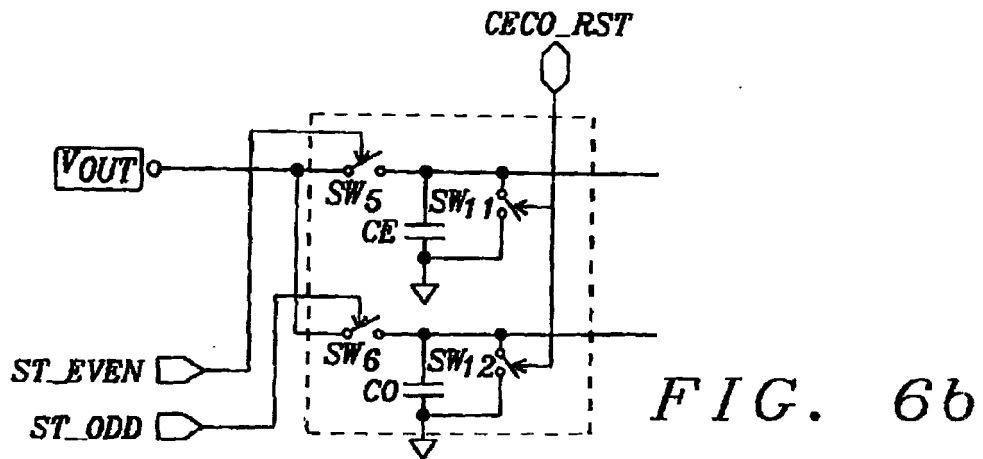 CECO_RST
VOUT
SW5
SW11
CE
SW6
SW12
CO
ST_EVEN
ST_ODD
FIG. 6b